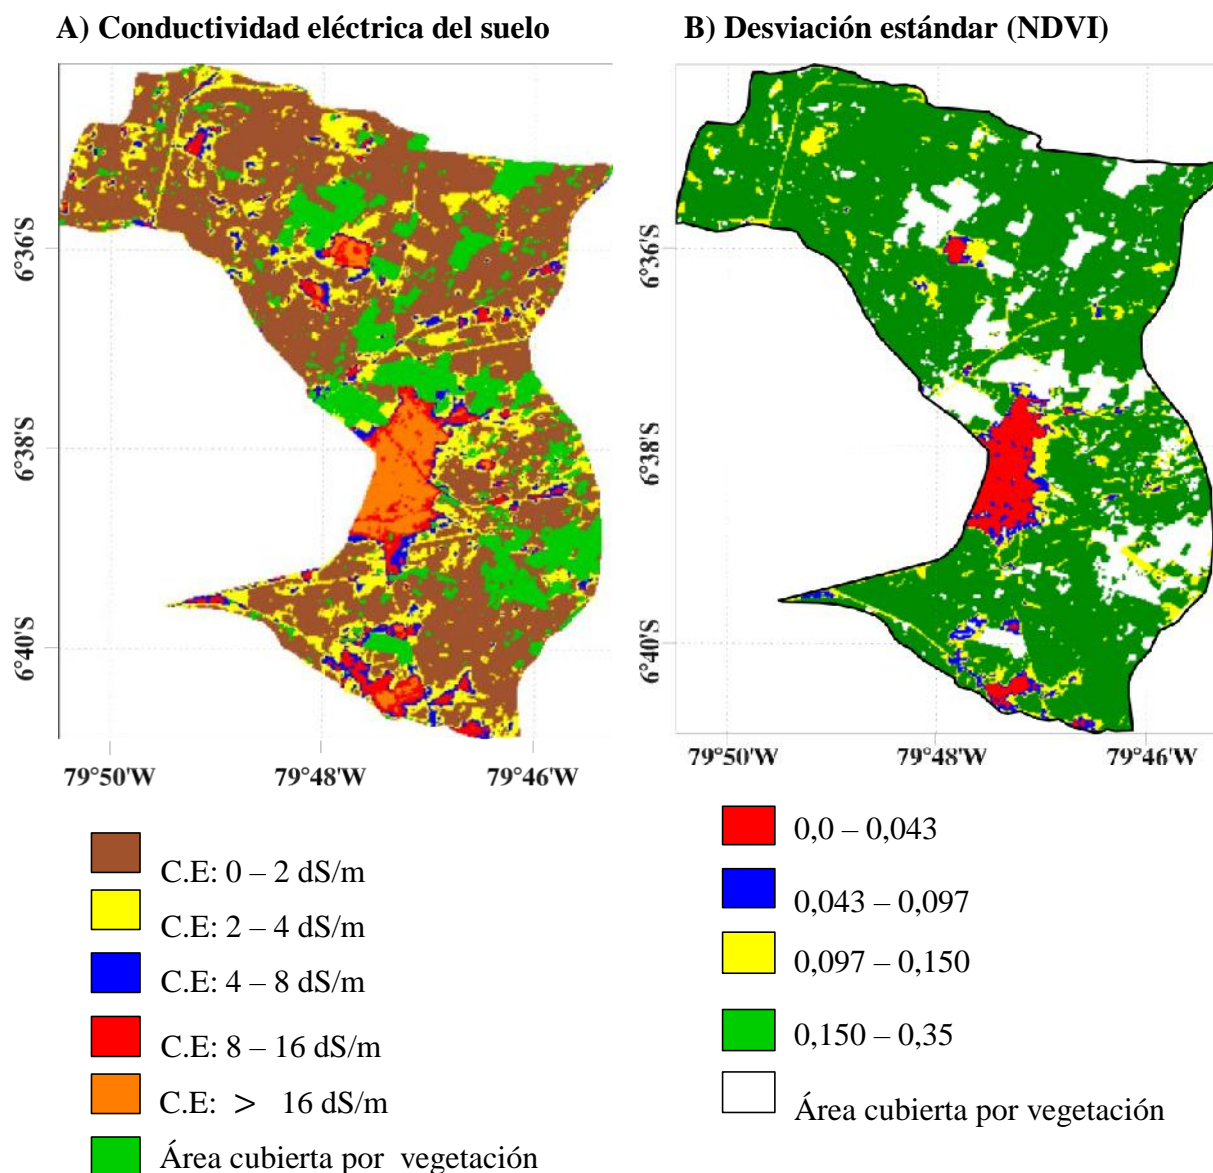 A) Conductividad eléctrica del suelo
B) Desviación estándar (NDVI)
6°36'S
6°38'S
6°40'S
79°50'W
79°48'W
79°46'W
6°36'S
6°38'S
6°40'S
79°50'W
79°48'W
79°46'W
C.E: 0 – 2 dS/m
C.E: 2 – 4 dS/m
C.E: 4 – 8 dS/m
C.E: 8 – 16 dS/m
C.E: > 16 dS/m
Área cubierta por vegetación
0,0 – 0,043
0,043 – 0,097
0,097 – 0,150
0,150 – 0,35
Área cubierta por vegetación